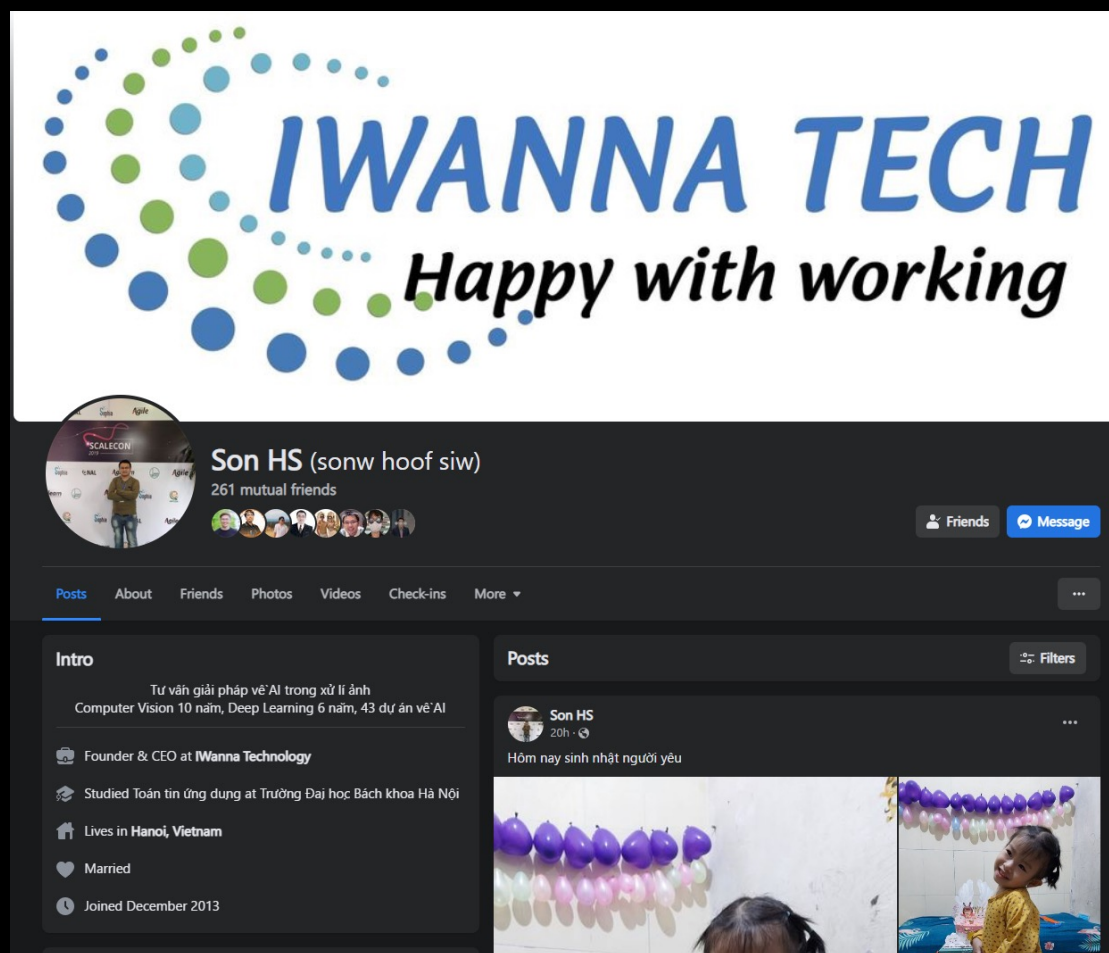 IWANNA TECH
Happy with working
Sophia Agile
SCALECON
2019
Son HS (sonw hoof siw)
261 mutual friends
Friends
Message
Posts
About
Friends
Photos
Videos
Check-ins
More
Intro
Tư vấn giải pháp về AI trong xử lí ảnh
Computer Vision 10 năm, Deep Learning 6 năm, 43 dự án về AI
Founder & CEO at IWanna Technology
Studied Toán tin ứng dụng at Trường Đại học Bách khoa Hà Nội
Lives in Hanoi, Vietnam
Married
Joined December 2013
Posts
Filters
Son HS
20h ·
Hôm nay sinh nhật người yêu